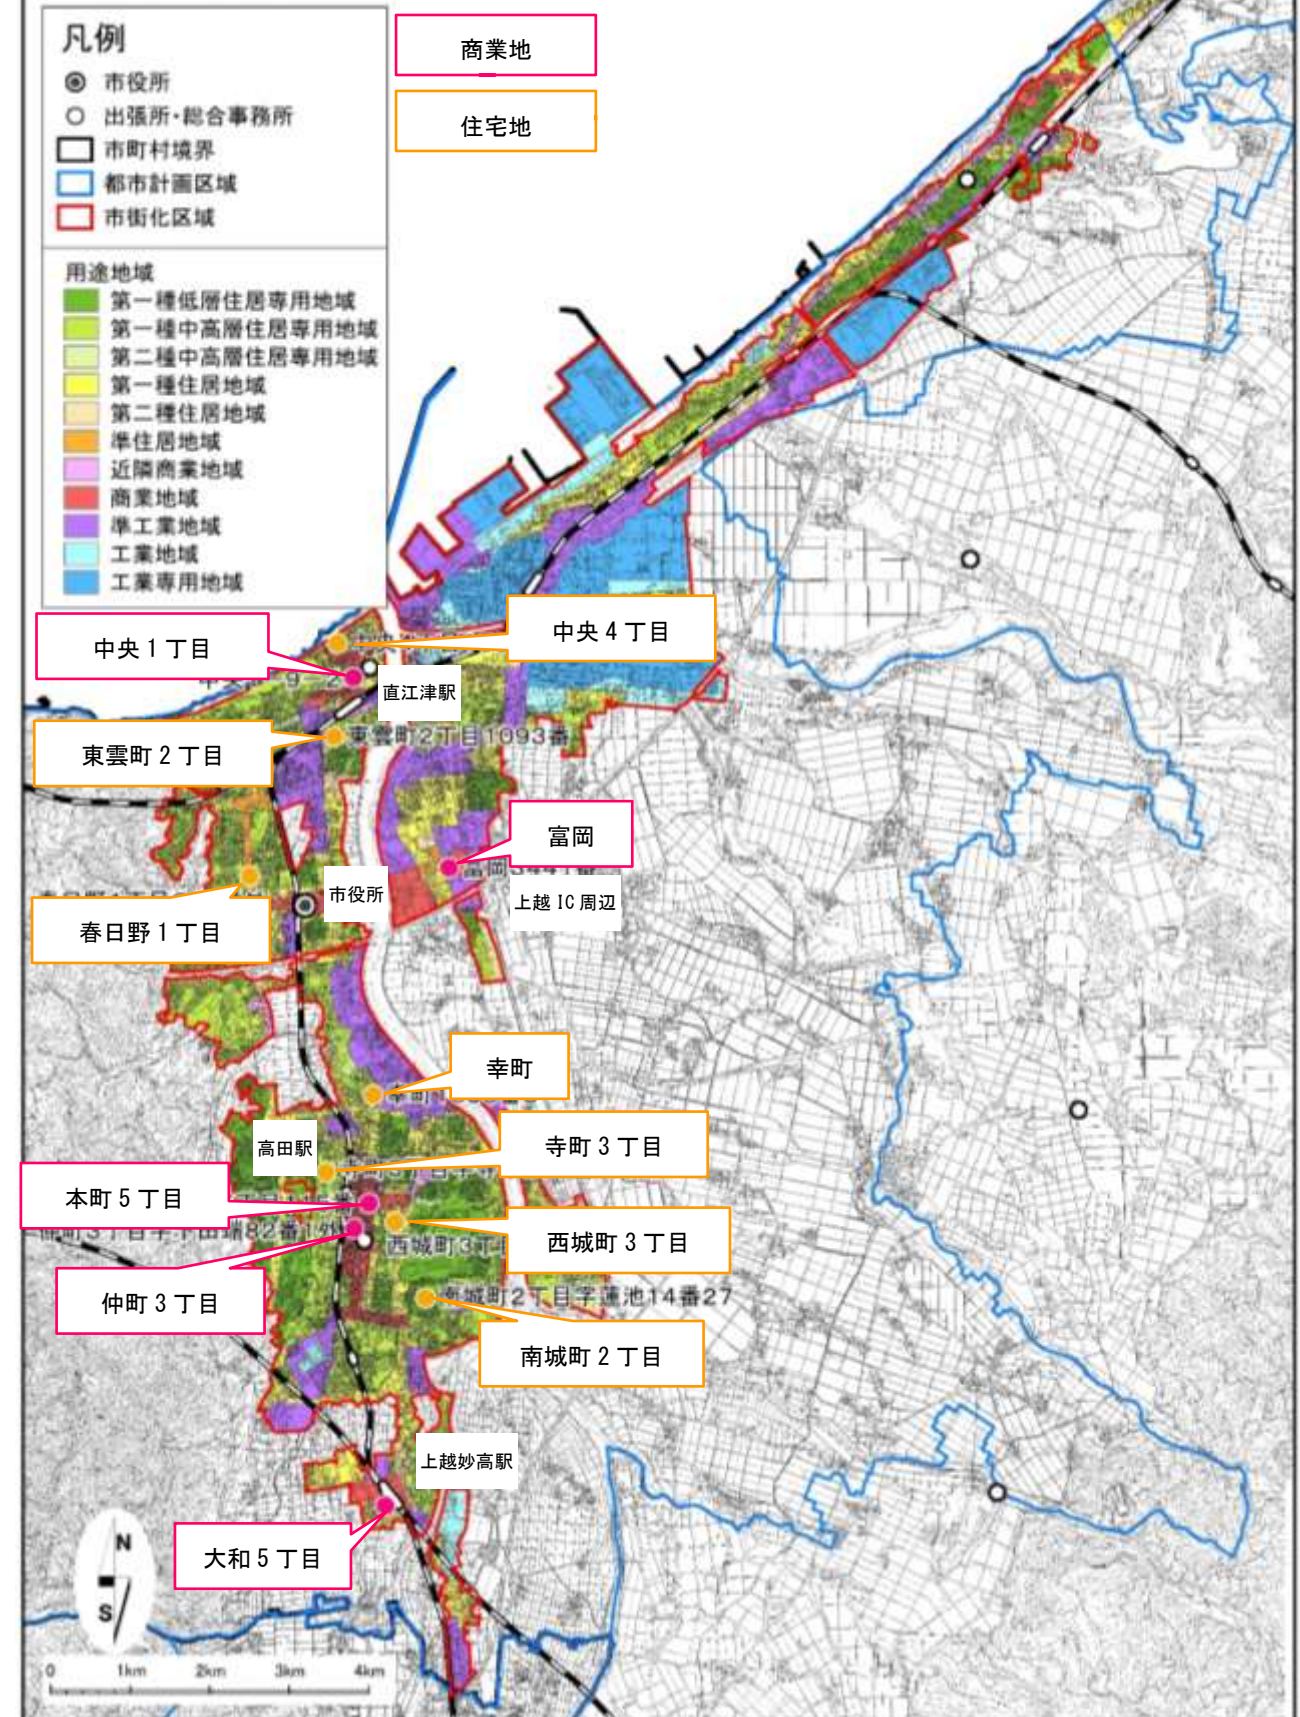 凡例
市役所
出張所・総合事務所
市町村境界
都市計画区域
市街化区域
用途地域
第一種低層住居専用地域
第一種中高層住居専用地域
第二種中高層住居専用地域
第一種住居地域
第二種住居地域
準住居地域
近隣商業地域
商業地域
準工業地域
工業地域
工業専用地域
商業地
住宅地
中央1丁目
中央4丁目
直江津駅
東雲町2丁目1093番
東雲町2丁目
富岡
上越IC周辺
市役所
春日野1丁目
幸町
高田駅
寺町3丁目
本町5丁目
西城町3丁目
仲町3丁目
南城町2丁目字蓮池14番27
南城町2丁目
上越妙高駅
大和5丁目
N
S
0 1km 2km 3km 4km